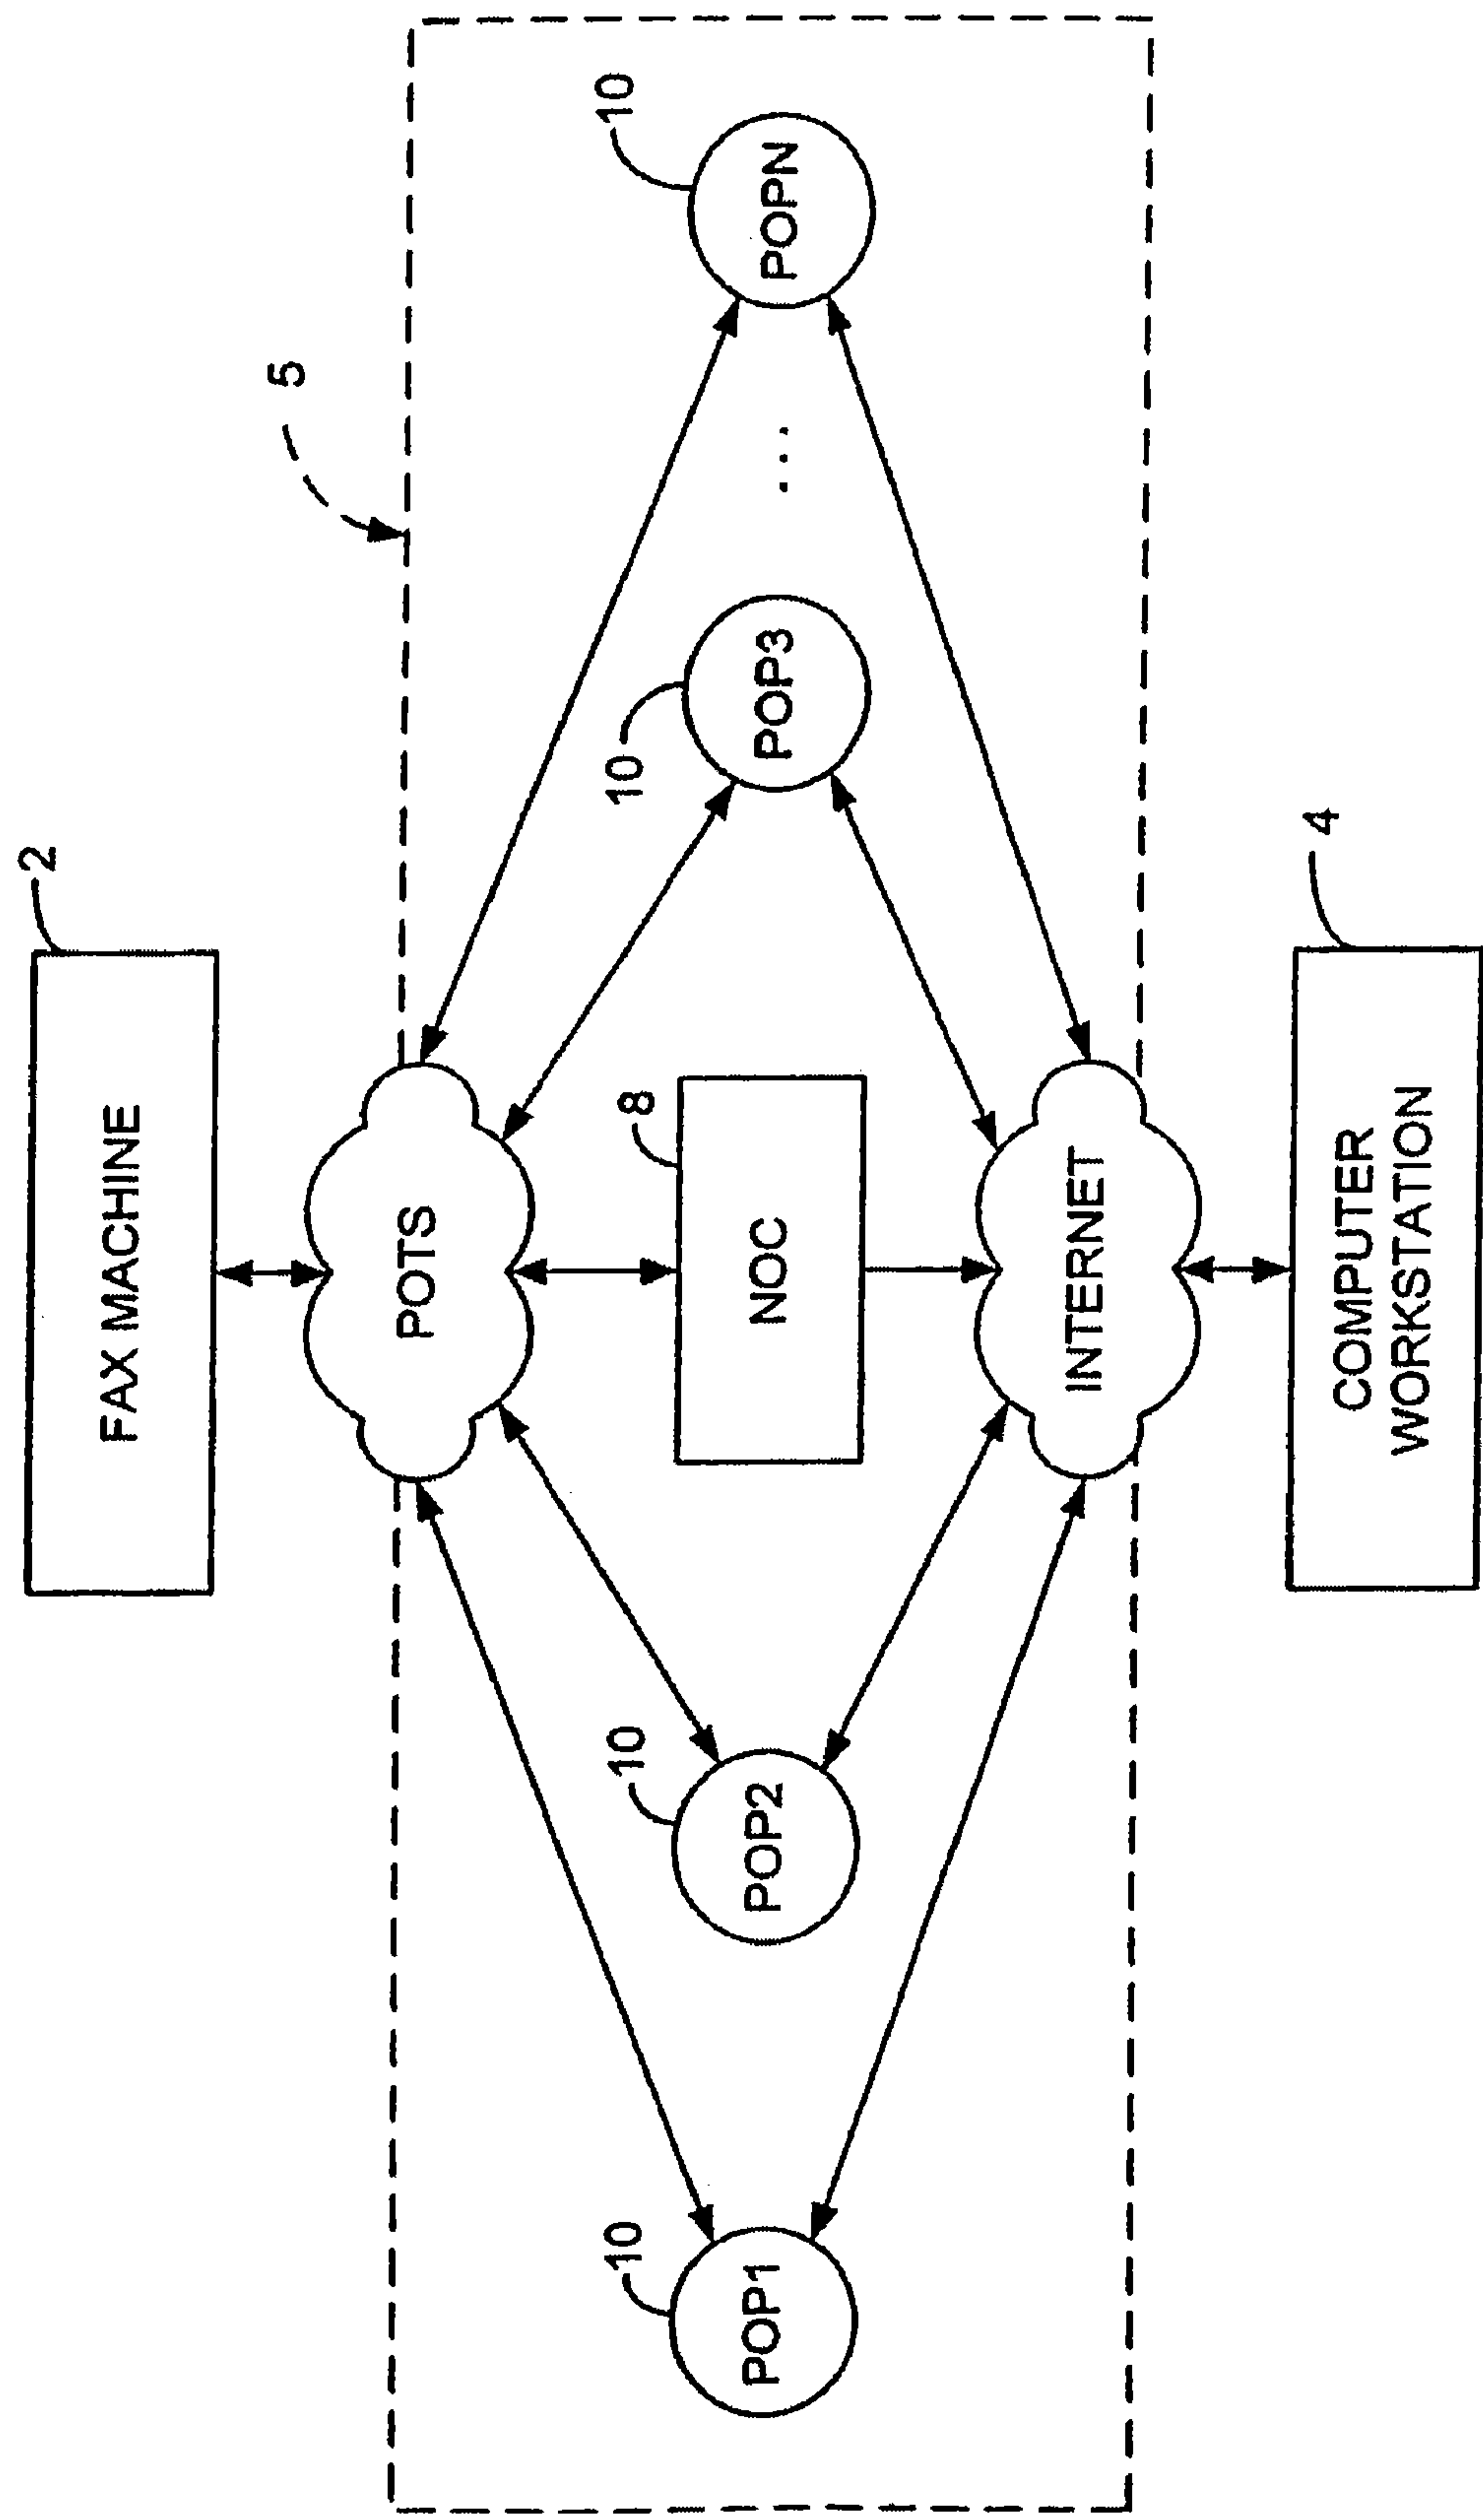 2
FAX MACHINE
5
POTS
10
10
10
10
8
POP1
POP2
NOC
POP3
...
POPN
INTERNET
4
COMPUTER
WORKSTATION